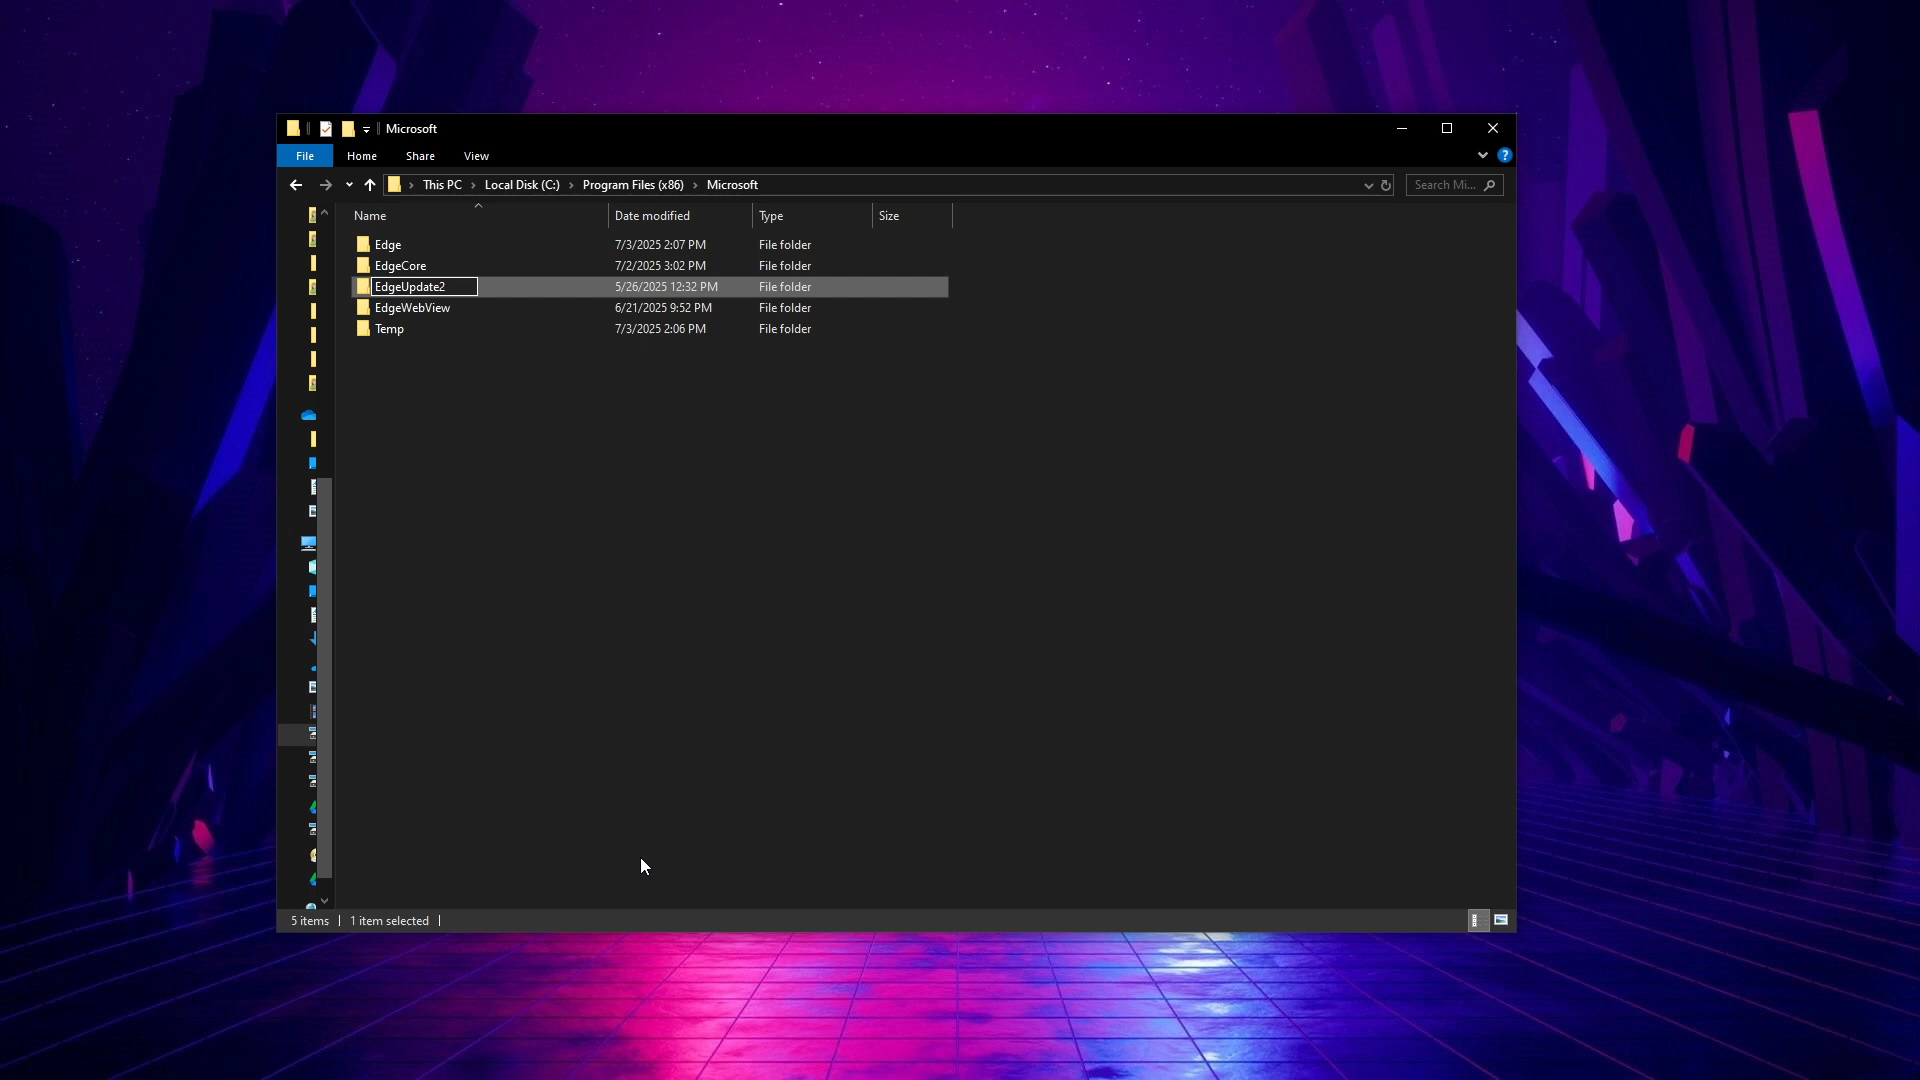 Microsoft
File Home Share View
This PC Local Disk (C:) Program Files (x86) Microsoft
Search Mi...
Name Date modified Type Size
Edge 7/3/2025 2:07 PM File folder
EdgeCore 7/2/2025 3:02 PM File folder
EdgeUpdate2 5/26/2025 12:32 PM File folder
EdgeWebView 6/21/2025 9:52 PM File folder
Temp 7/3/2025 2:06 PM File folder
5 items 1 item selected